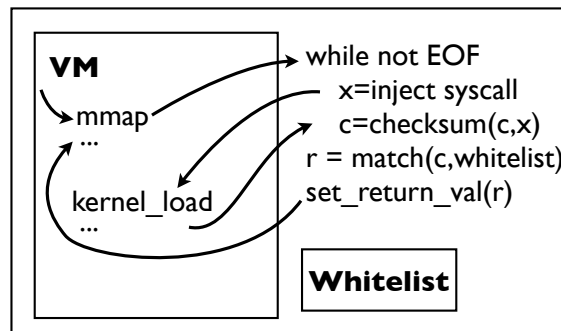 VM
mmap
...
kernel_load
...
while not EOF
x=inject syscall
c=checksum(c,x)
r = match(c,whitelist)
set_return_val(r)
Whitelist